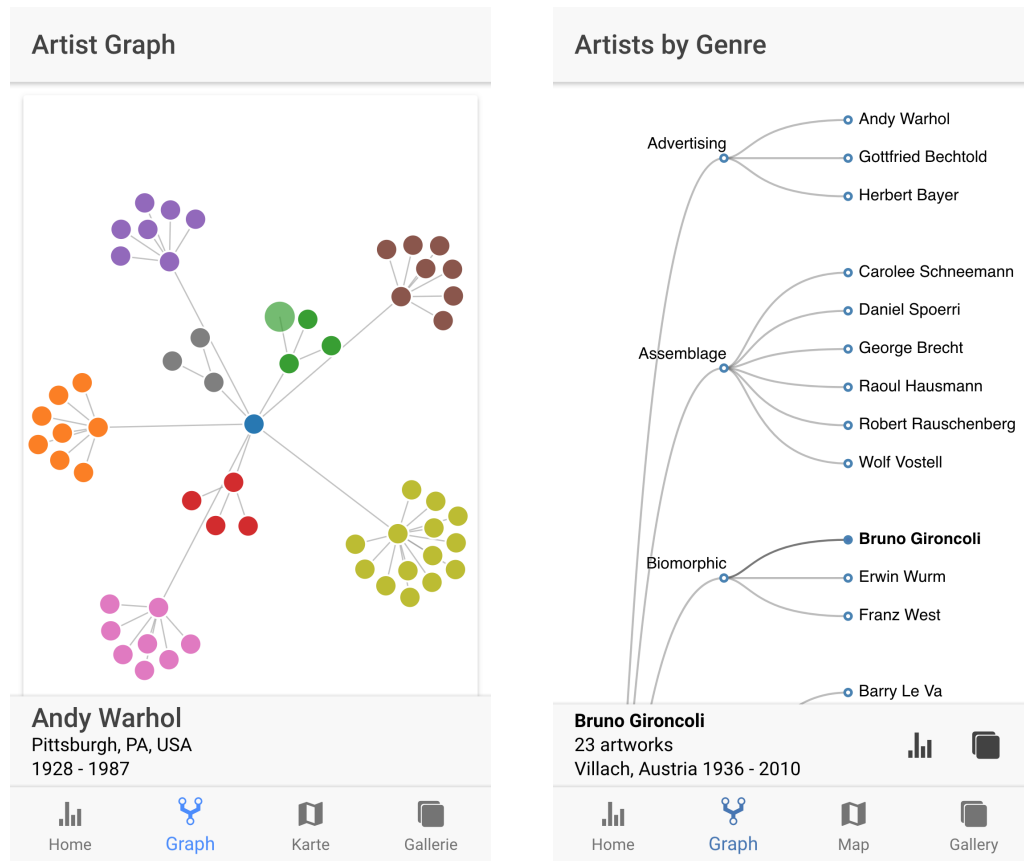 Artist Graph
Andy Warhol
Pittsburgh, PA, USA
1928 - 1987
Home
Graph
Karte
Gallerie
Artists by Genre
Advertising
Andy Warhol
Gottfried Bechtold
Herbert Bayer
Assemblage
Carolee Schneemann
Daniel Spoerri
George Brecht
Raoul Hausmann
Robert Rauschenberg
Wolf Vostell
Biomorphic
Bruno Gironcoli
Erwin Wurm
Franz West
Barry Le Va
Bruno Gironcoli
23 artworks
Villach, Austria 1936 - 2010
Home
Graph
Map
Gallery